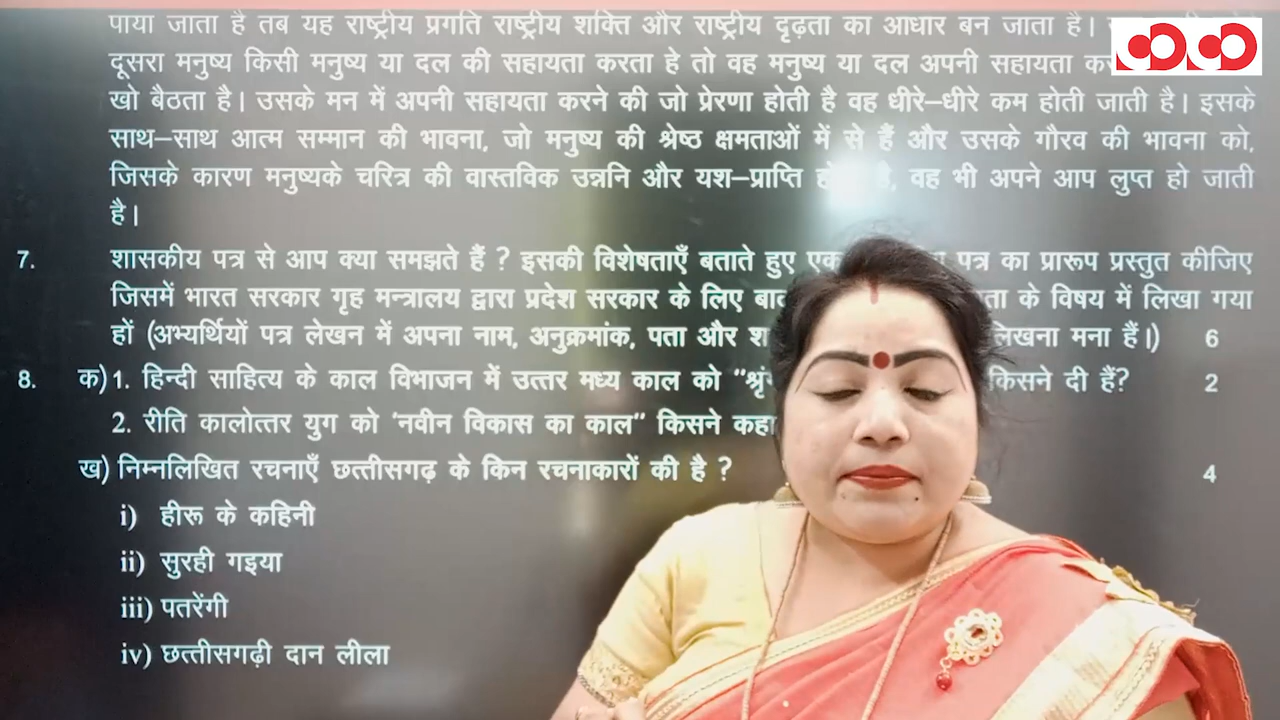 पाया जाता है तब यह राष्ट्रीय प्रगति राष्ट्रीय शक्ति और राष्ट्रीय दृढ़ता का आधार बन जाता है।
दूसरा मनुष्य किसी मनुष्य या दल की सहायता करता हे तो वह मनुष्य या दल अपनी सहायता
खो बैठता है। उसके मन में अपनी सहायता करने की जो प्रेरणा होती है वह धीरे–धीरे कम होती जाती है। इसके
साथ–साथ आत्म सम्मान की भावना, जो मनुष्य की श्रेष्ठ क्षमताओं में से हैं और उसके गौरव की भावना को,
जिसके कारण मनुष्यके चरित्र की वास्तविक उन्ननि और यश–प्राप्ति है, वह भी अपने आप लुप्त हो जाती
है।
7. शासकीय पत्र से आप क्या समझते हैं ? इसकी विशेषताएँ बताते हुए एक पत्र का प्रारूप प्रस्तुत कीजिए
जिसमें भारत सरकार गृह मन्त्रालय द्वारा प्रदेश सरकार के लिए के विषय में लिखा गया
हों (अभ्यर्थियों पत्र लेखन में अपना नाम, अनुक्रमांक, पता और लिखना मना हैं।) 6
8. क) 1. हिन्दी साहित्य के काल विभाजन में उत्तर मध्य काल को किसने दी हैं? 2
2. रीति कालोत्तर युग को 'नवीन विकास का काल" किसने कहा
ख) निम्नलिखित रचनाएँ छत्तीसगढ़ के किन रचनाकारों की है ? 4
i) हीरू के कहिनी
ii) सुरही गइया
iii) पतरेंगी
iv) छत्तीसगढ़ी दान लीला